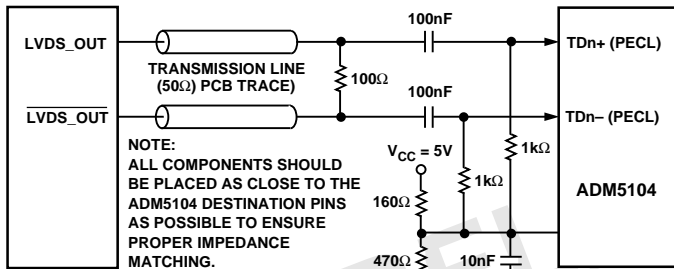 100nF
LVDS_OUT
TDn+ (PECL)
TRANSMISSION LINE
(50Ω) PCB TRACE)
100Ω
100nF
LVDS_OUT
TDn– (PECL)
NOTE:
ALL COMPONENTS SHOULD
BE PLACED AS CLOSE TO THE
ADM5104 DESTINATION PINS
AS POSSIBLE TO ENSURE
PROPER IMPEDANCE
MATCHING.
VCC = 5V
1kΩ
1kΩ
160Ω
ADM5104
470Ω
10nF